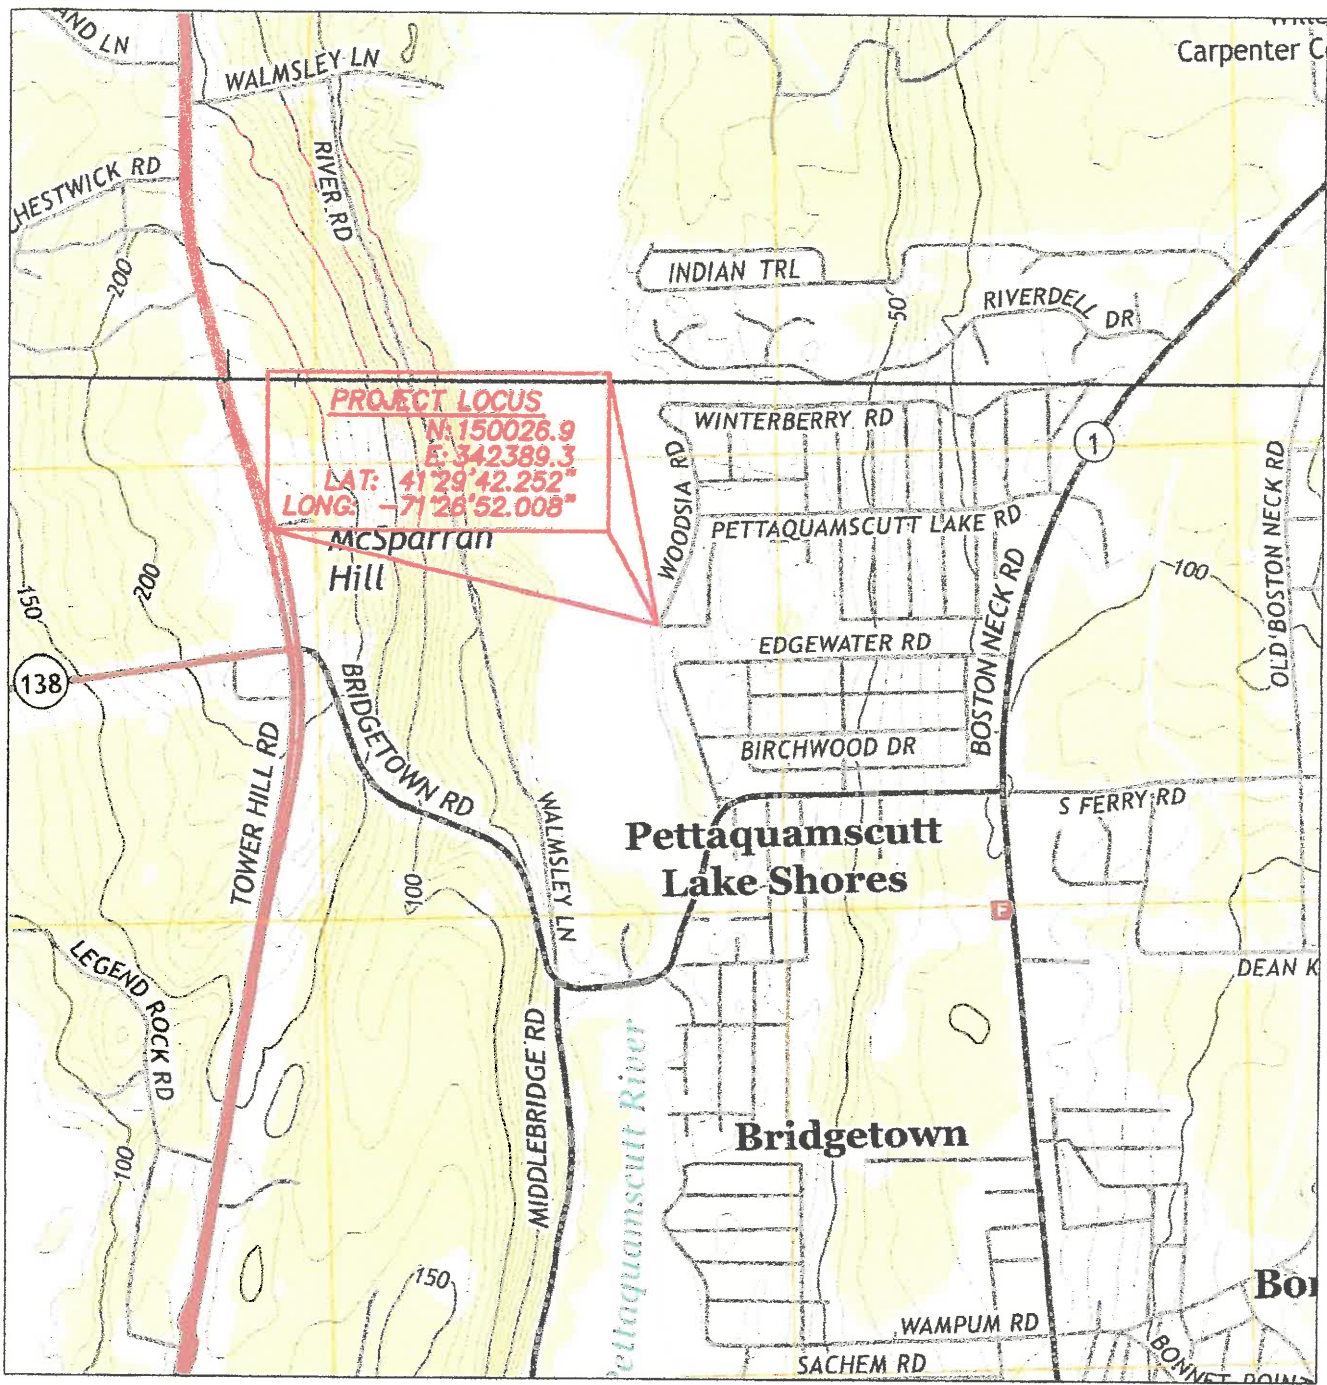 AND LN
WALMSLEY LN
Carpenter C
CHESTWICK RD
RIVER RD
200
INDIAN TRL
50
RIVERDELL DR
PROJECT LOCUS
N: 150026.9
E: 342389.3
LAT: 41°29'42.252"
LONG: -71°26'52.008"
WINTERBERRY RD
1
WOODSIA RD
PETTAQUAMSCUTT LAKE RD
OLD BOSTON NECK RD
McSparran
Hill
150
200
100
BOSTON NECK RD
EDGEWATER RD
138
BRIDGETOWN RD
BIRCHWOOD DR
TOWER HILL RD
WALMSLEY LN
S FERRY RD
Pettaquamscutt
Lake Shores
100
F
LEGEND ROCK RD
DEAN K
MIDDLEBRIDGE RD
Pettaquamscutt River
Bridgetown
100
150
Bo
WAMPUM RD
SACHEM RD
BONNET POINT